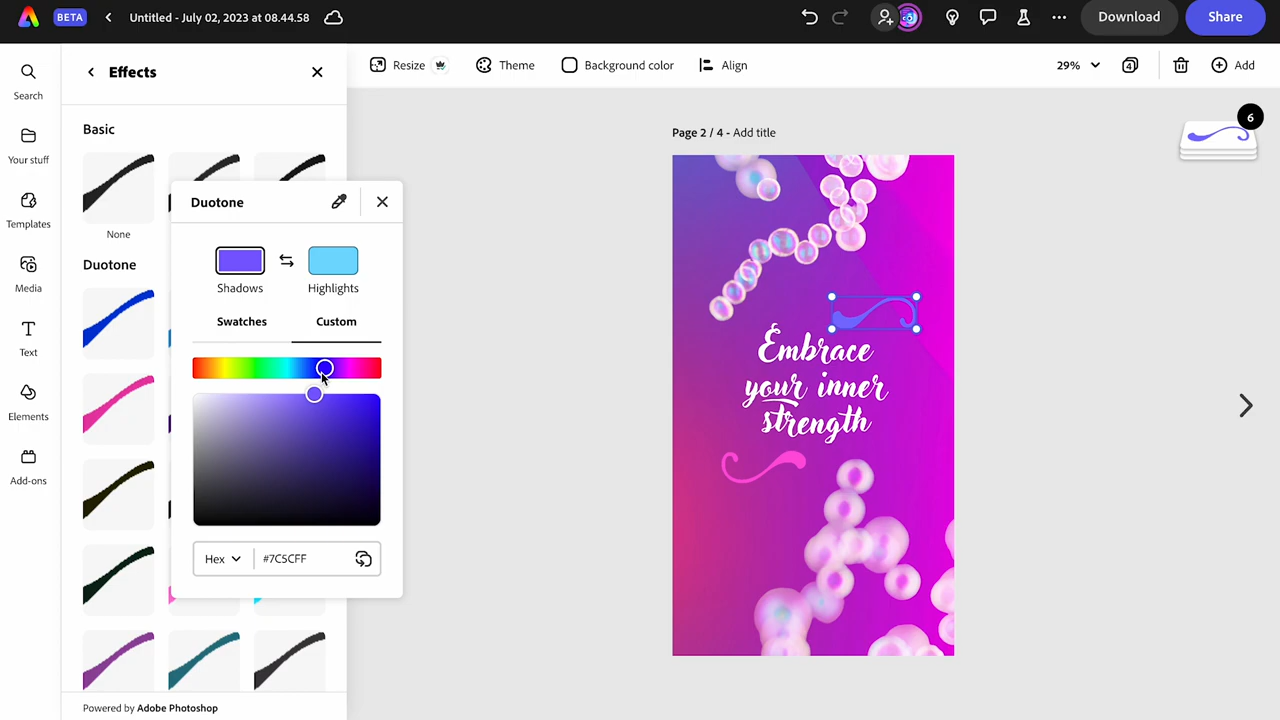 BETA
Untitled - July 02, 2023 at 08.44.58
Download
Share
Effects
Resize
Theme
Background color
Align
29%
4
Add
Search
Your stuff
Templates
Media
Text
Elements
Add-ons
Basic
None
Duotone
Duotone
Shadows
Highlights
Swatches
Custom
Hex
#7C5CFF
Powered by Adobe Photoshop
Page 2 / 4 - Add title
6
Embrace
your inner
strength